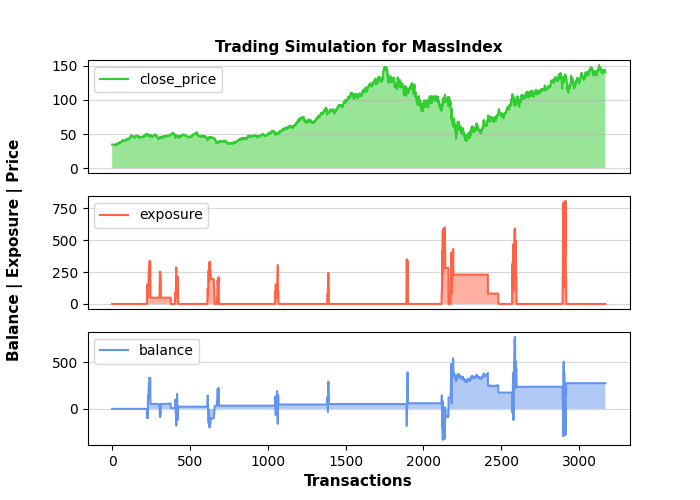 Trading Simulation for MassIndex
Balance | Exposure | Price
150
100
50
0
close_price
750
500
250
0
exposure
500
0
balance
0 500 1000 1500 2000 2500 3000
Transactions